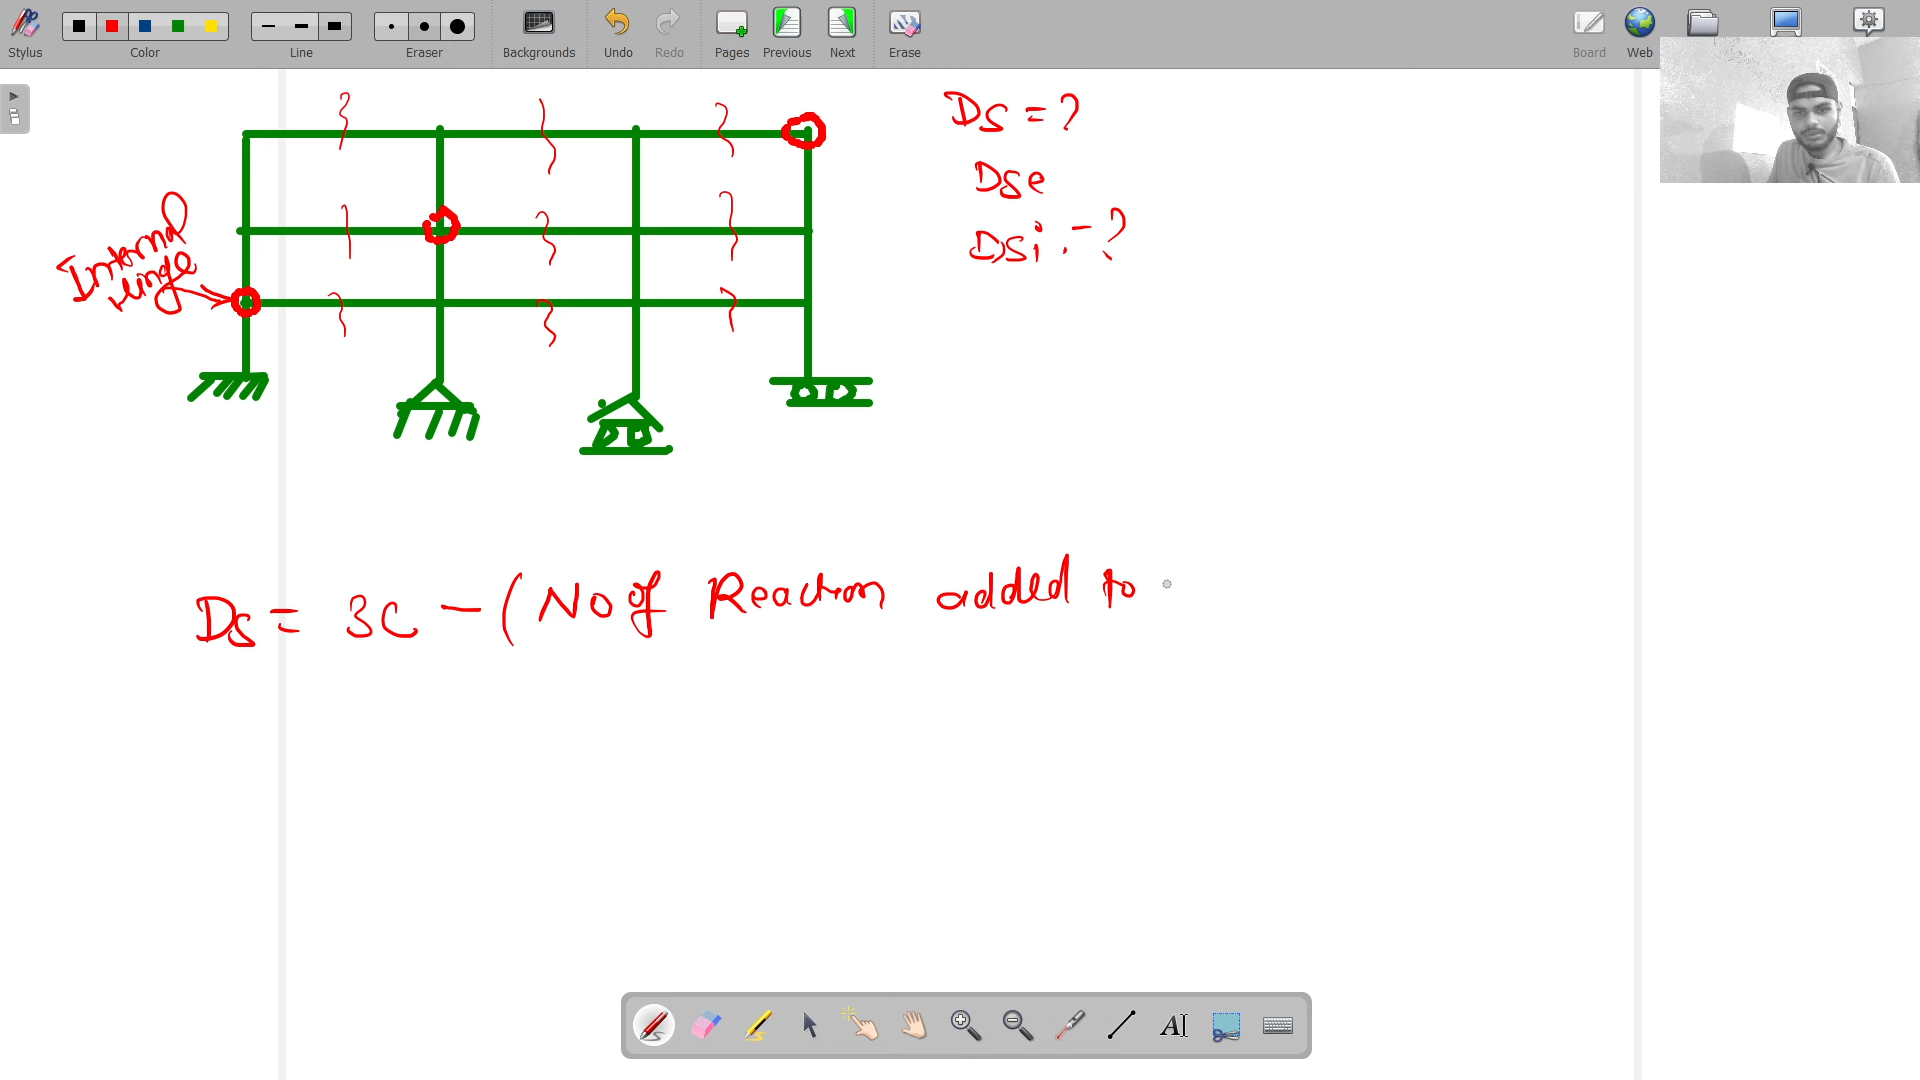 Stylus
Color
Line
Eraser
Backgrounds
Undo
Redo
Pages
Previous
Next
Erase
Board
Web
Internal
Hinge
Ds = ?
Dse
Dsi :- ?
Ds = 3C - ( No of Reaction added to
AI